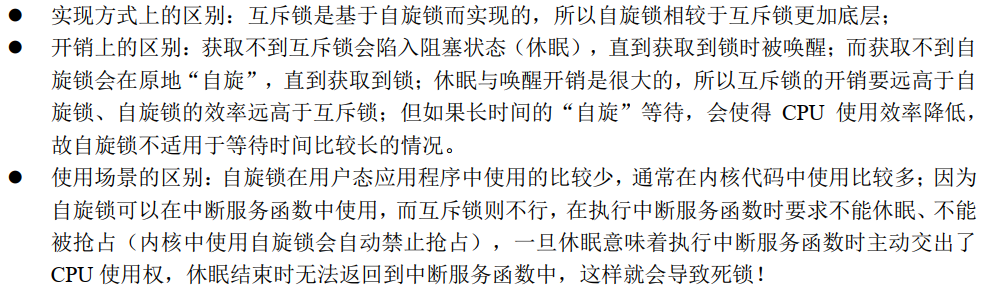 ● 实现方式上的区别：互斥锁是基于自旋锁而实现的，所以自旋锁相较于互斥锁更加底层；
● 开销上的区别：获取不到互斥锁会陷入阻塞状态（休眠），直到获取到锁时被唤醒；而获取不到自
旋锁会在原地“自旋”，直到获取到锁；休眠与唤醒开销是很大的，所以互斥锁的开销要远高于自
旋锁、自旋锁的效率远高于互斥锁；但如果长时间的“自旋”等待，会使得 CPU 使用效率降低，
故自旋锁不适用于等待时间比较长的情况。
● 使用场景的区别：自旋锁在用户态应用程序中使用的比较少，通常在内核代码中使用比较多；因为
自旋锁可以在中断服务函数中使用，而互斥锁则不行，在执行中断服务函数时要求不能休眠、不能
被抢占（内核中使用自旋锁会自动禁止抢占），一旦休眠意味着执行中断服务函数时主动交出了
CPU 使用权，休眠结束时无法返回到中断服务函数中，这样就会导致死锁！